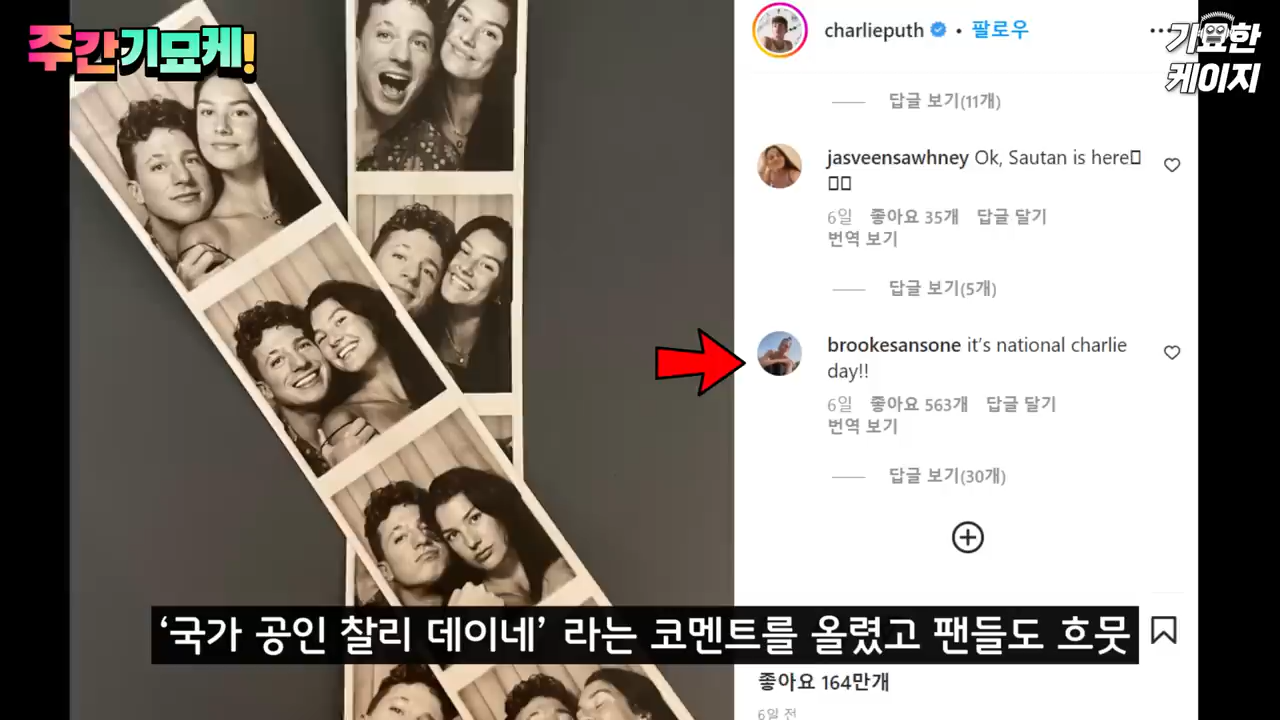 주간기묘케!
charlieputh • 팔로우
기묘한
케이지
답글 보기(11개)
jasveensawhney Ok, Sautan is here
6일 좋아요 35개 답글 달기
번역 보기
답글 보기(5개)
brookesansone it's national charlie
day!!
6일 좋아요 563개 답글 달기
번역 보기
답글 보기(30개)
‘국가 공인 찰리 데이네’ 라는 코멘트를 올렸고 팬들도 흐뭇
좋아요 164만개
6일 전